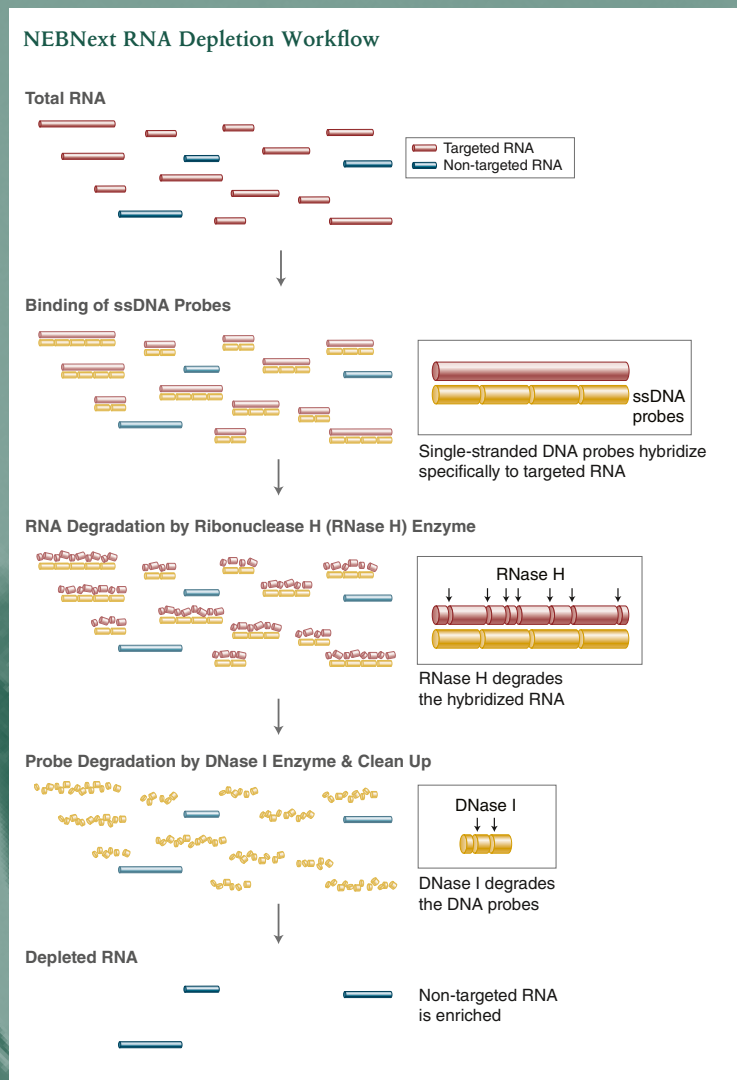 NEBNext RNA Depletion Workflow
Total RNA
Targeted RNA
Non-targeted RNA
Binding of ssDNA Probes
ssDNA
probes
Single-stranded DNA probes hybridize
specifically to targeted RNA
RNA Degradation by Ribonuclease H (RNase H) Enzyme
RNase H
RNase H degrades
the hybridized RNA
Probe Degradation by DNase I Enzyme & Clean Up
DNase I
DNase I degrades
the DNA probes
Depleted RNA
Non-targeted RNA
is enriched